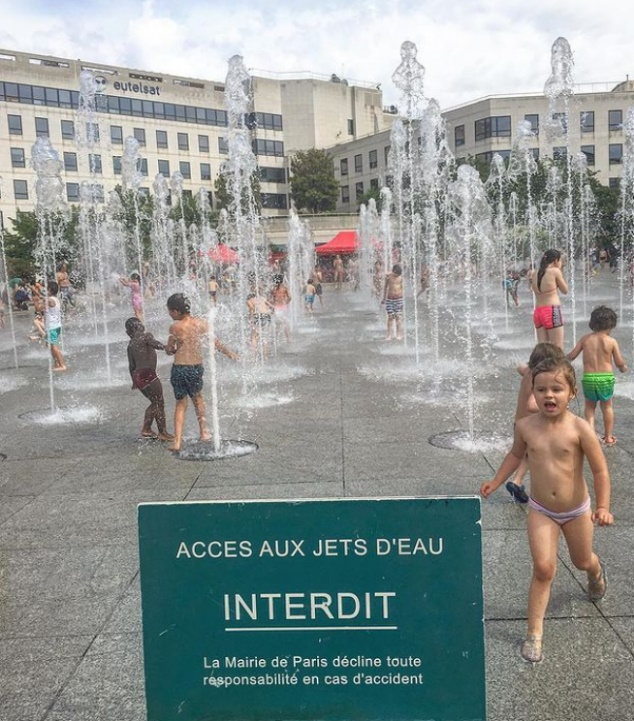 eutelsat
ACCES AUX JETS D'EAU
INTERDIT
La Mairie de Paris décline toute
responsabilité en cas d'accident